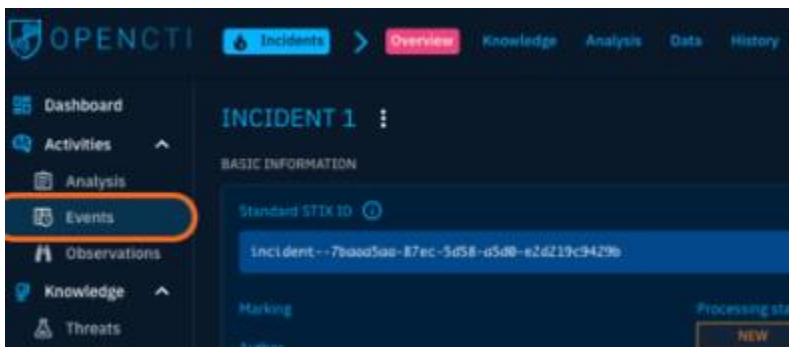 OPENCTI
Incidents > Overview Knowledge Analysis Data History
Dashboard
Activities
Analysis
Events
Observations
Knowledge
Threats
INCIDENT 1
BASIC INFORMATION
Standard STIX ID
Marking
Processing
NEW